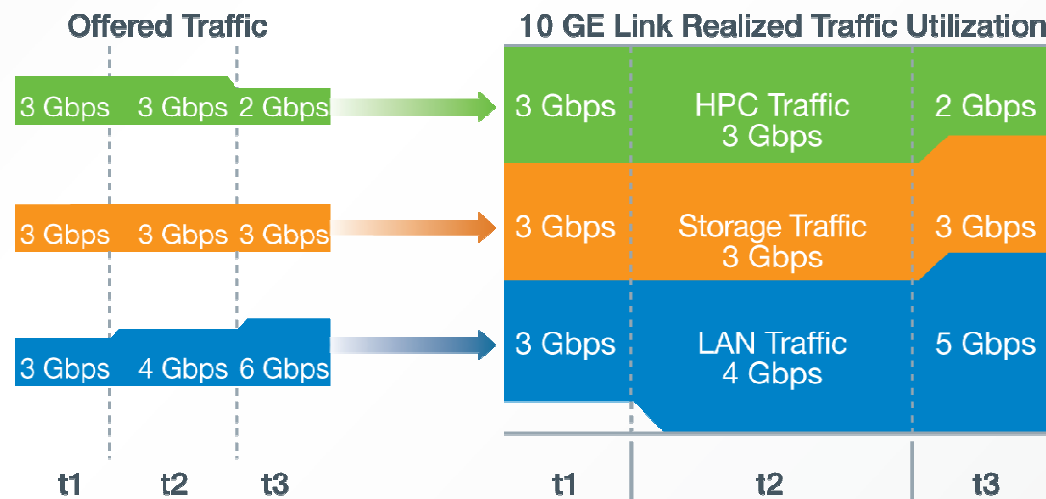 Offered Traffic
3 Gbps 3 Gbps 2 Gbps
3 Gbps 3 Gbps 3 Gbps
3 Gbps 4 Gbps 6 Gbps
t1 t2 t3
10 GE Link Realized Traffic Utilization
3 Gbps
HPC Traffic
3 Gbps
2 Gbps
3 Gbps
Storage Traffic
3 Gbps
3 Gbps
3 Gbps
LAN Traffic
4 Gbps
5 Gbps
t1 t2 t3